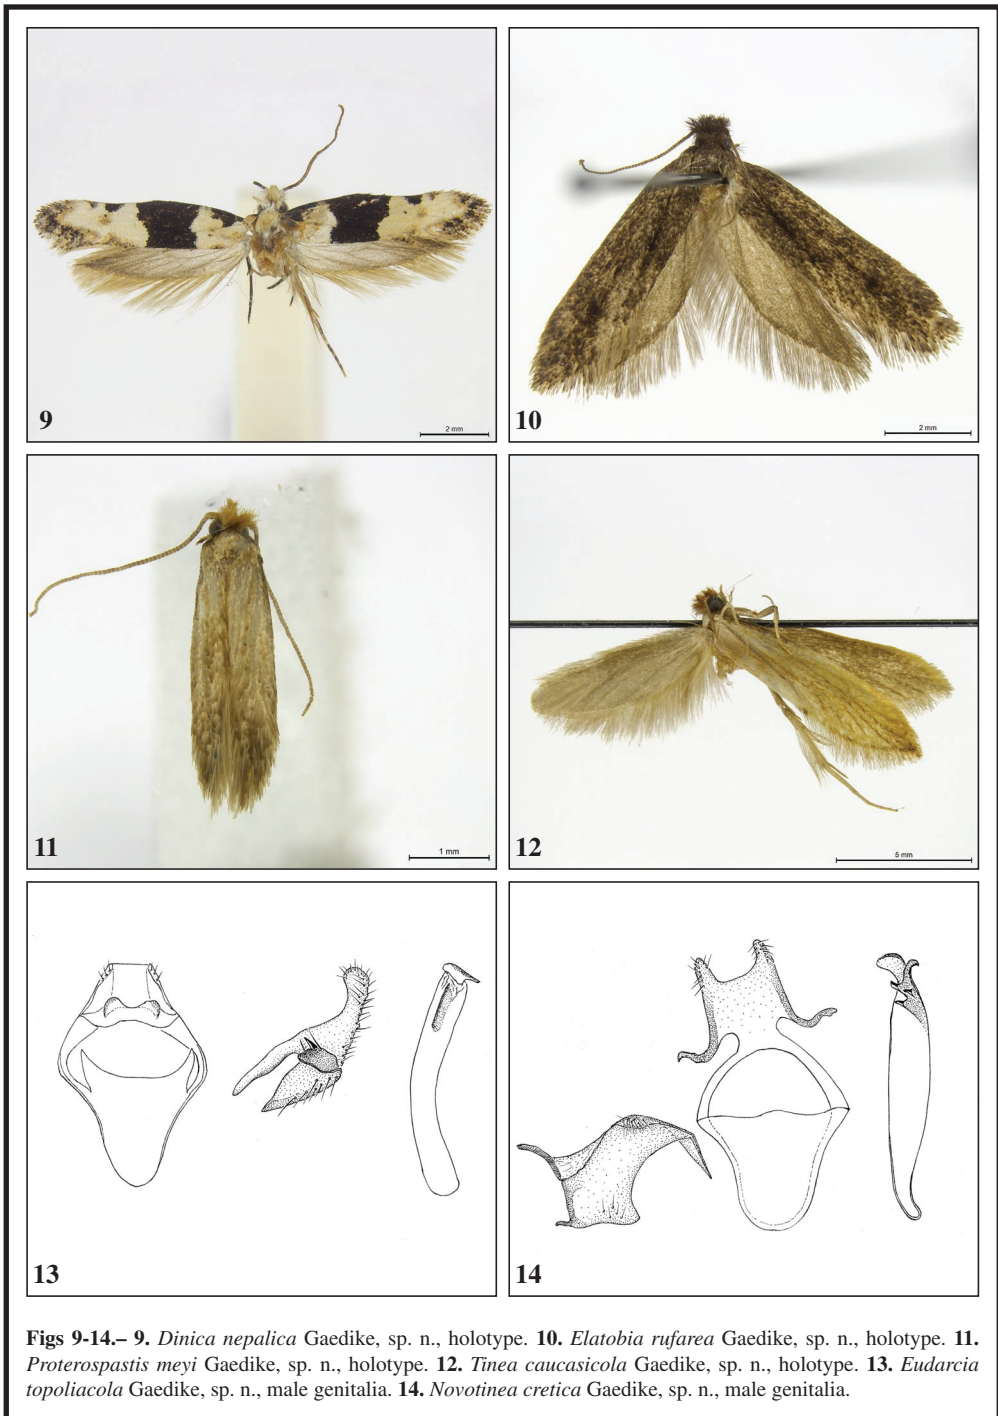 9
2 mm
10
2 mm
11
1 mm
12
5 mm
13
14
Figs 9-14.– 9. Dinica nepalica Gaedike, sp. n., holotype. 10. Elatobia rufarea Gaedike, sp. n., holotype. 11.
Proterospastis meyi Gaedike, sp. n., holotype. 12. Tinea caucasicola Gaedike, sp. n., holotype. 13. Eudarcia
topoliacola Gaedike, sp. n., male genitalia. 14. Novotinea cretica Gaedike, sp. n., male genitalia.